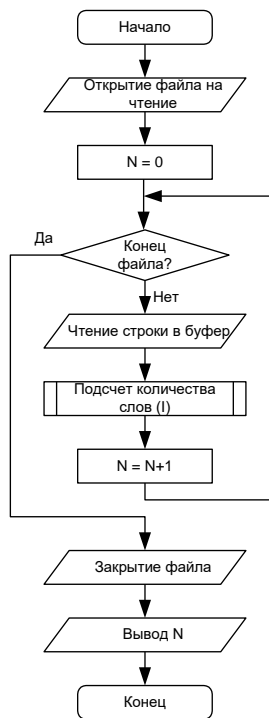 Начало
Открытие файла на
чтение
N = 0
Да
Конец
файла?
Нет
Чтение строки в буфер
Подсчет количества
слов (I)
N = N+1
Закрытие файла
Вывод N
Конец